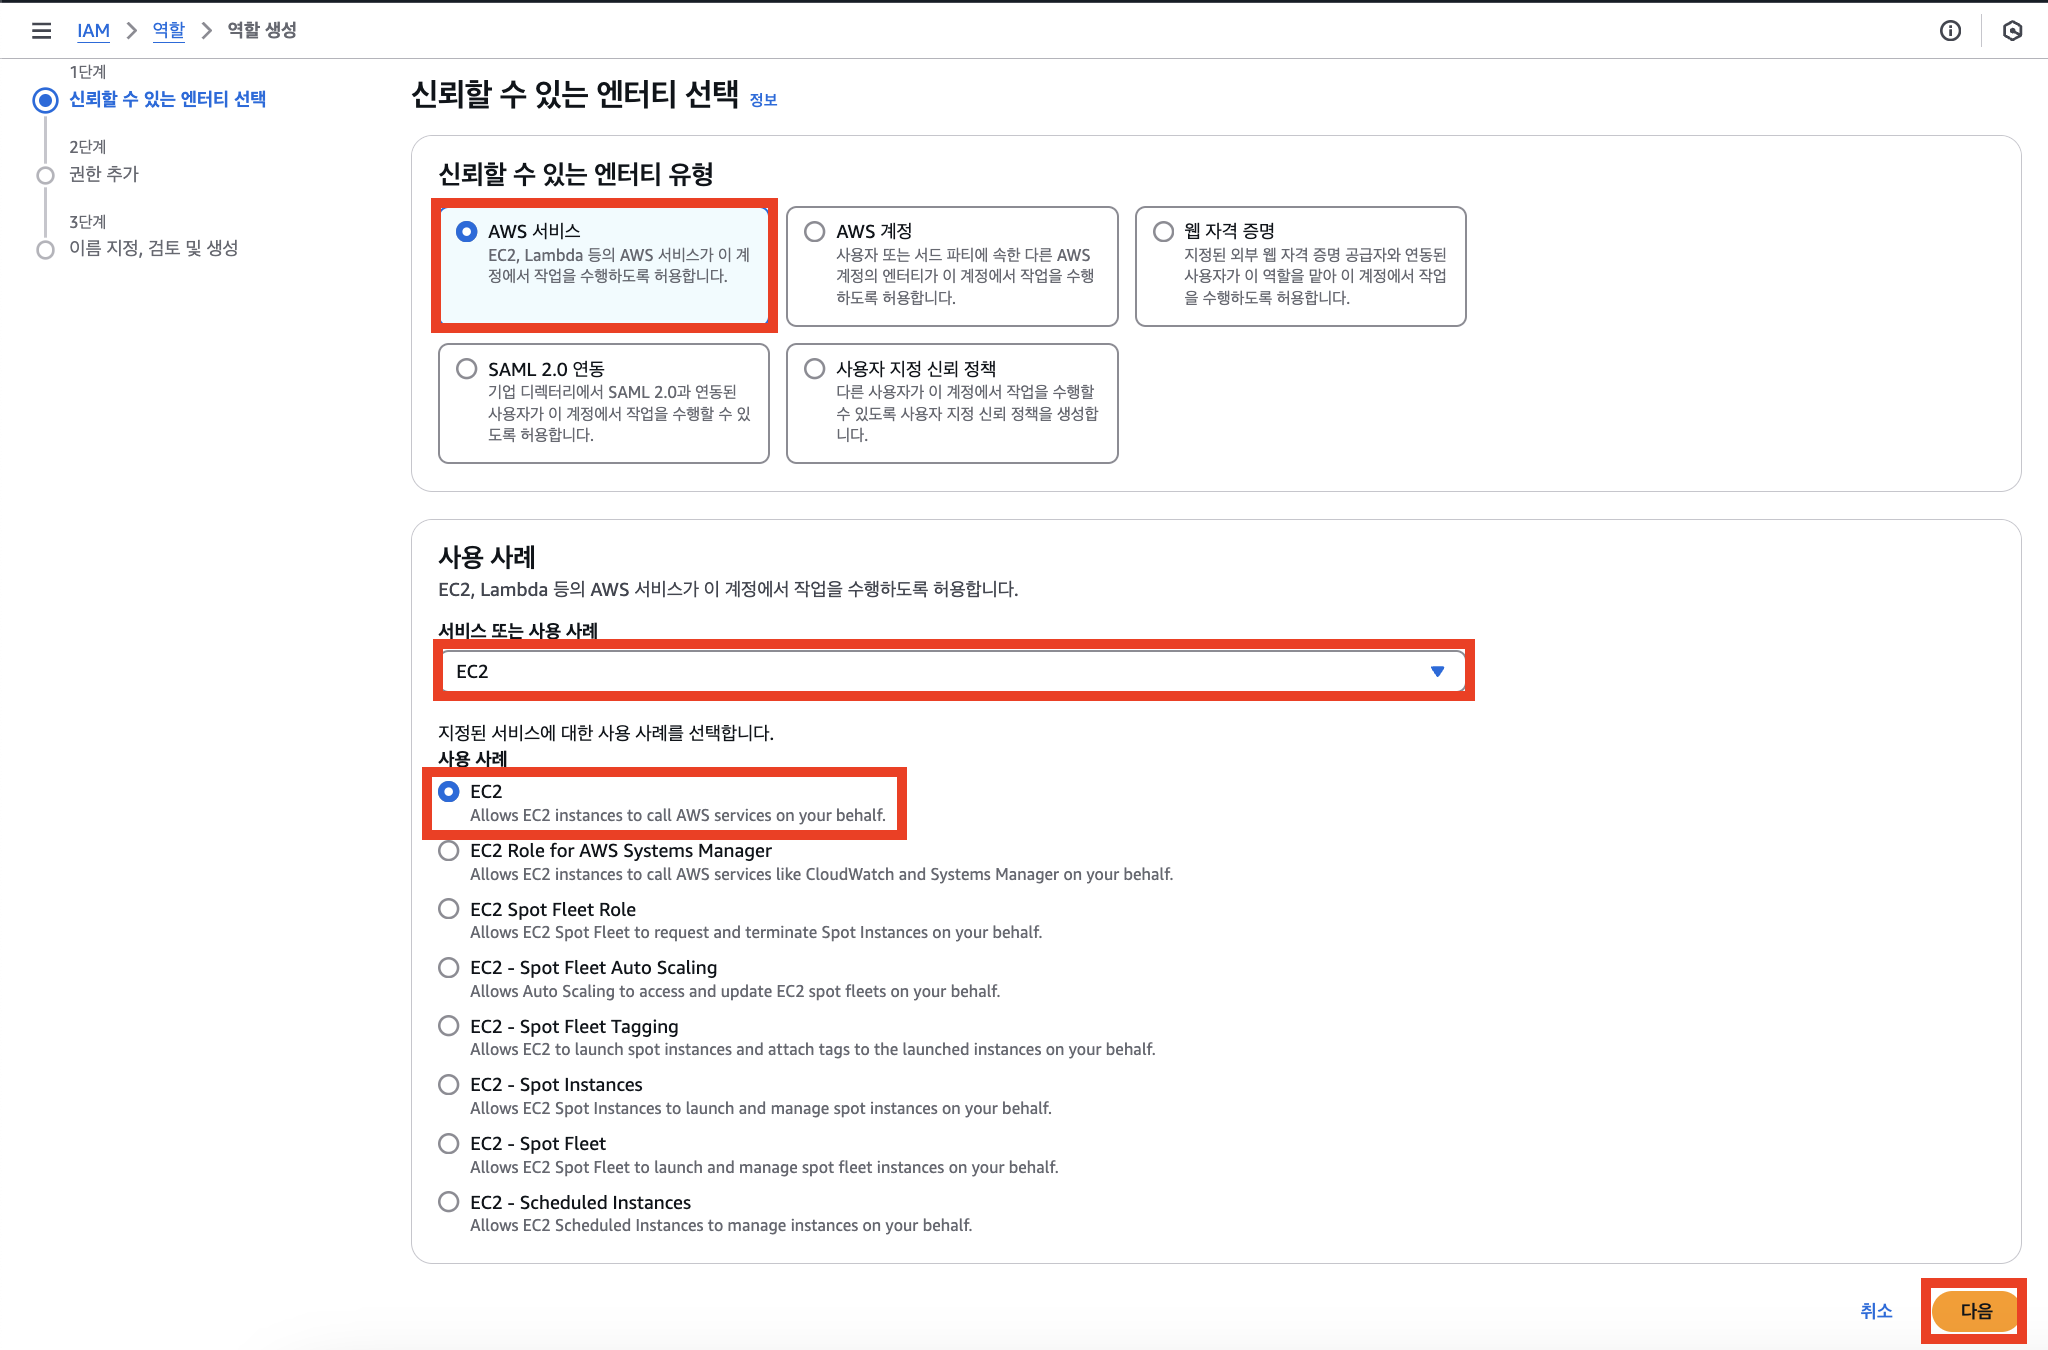 IAM > 역할 > 역할 생성
1단계
신뢰할 수 있는 엔터티 선택
2단계
권한 추가
3단계
이름 지정, 검토 및 생성
신뢰할 수 있는 엔터티 선택 정보
신뢰할 수 있는 엔터티 유형
AWS 서비스
EC2, Lambda 등의 AWS 서비스가 이 계
정에서 작업을 수행하도록 허용합니다.
AWS 계정
사용자 또는 서드 파티에 속한 다른 AWS
계정의 엔터티가 이 계정에서 작업을 수행
하도록 허용합니다.
웹 자격 증명
지정된 외부 웹 자격 증명 공급자와 연동된
사용자가 이 역할을 맡아 이 계정에서 작업
을 수행하도록 허용합니다.
SAML 2.0 연동
기업 디렉터리에서 SAML 2.0과 연동된
사용자가 이 계정에서 작업을 수행할 수 있
도록 허용합니다.
사용자 지정 신뢰 정책
다른 사용자가 이 계정에서 작업을 수행할
수 있도록 사용자 지정 신뢰 정책을 생성합
니다.
사용 사례
EC2, Lambda 등의 AWS 서비스가 이 계정에서 작업을 수행하도록 허용합니다.
서비스 또는 사용 사례
EC2
지정된 서비스에 대한 사용 사례를 선택합니다.
사용 사례
EC2
Allows EC2 instances to call AWS services on your behalf.
EC2 Role for AWS Systems Manager
Allows EC2 instances to call AWS services like CloudWatch and Systems Manager on your behalf.
EC2 Spot Fleet Role
Allows EC2 Spot Fleet to request and terminate Spot Instances on your behalf.
EC2 - Spot Fleet Auto Scaling
Allows Auto Scaling to access and update EC2 spot fleets on your behalf.
EC2 - Spot Fleet Tagging
Allows EC2 to launch spot instances and attach tags to the launched instances on your behalf.
EC2 - Spot Instances
Allows EC2 Spot Instances to launch and manage spot instances on your behalf.
EC2 - Spot Fleet
Allows EC2 Spot Fleet to launch and manage spot fleet instances on your behalf.
EC2 - Scheduled Instances
Allows EC2 Scheduled Instances to manage instances on your behalf.
취소
다음